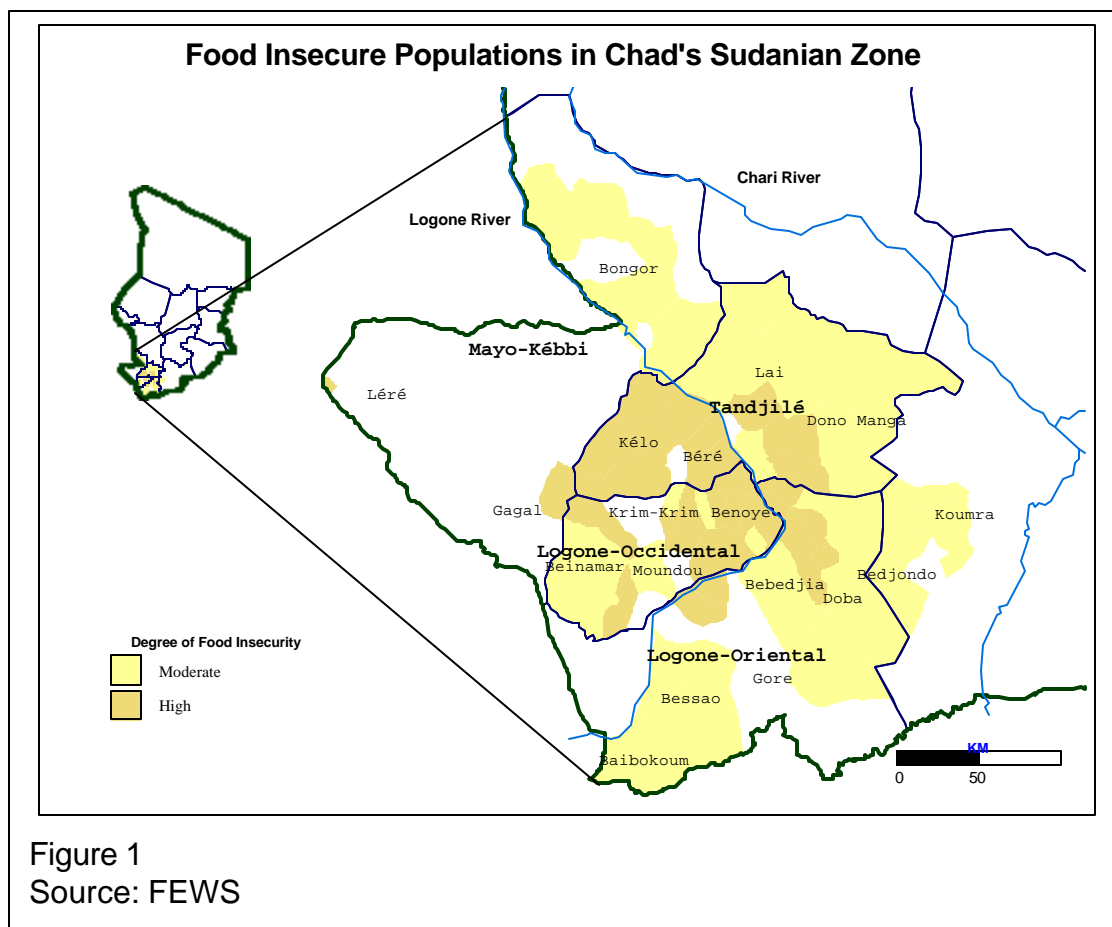 Food Insecure Populations in Chad's Sudanian Zone
Chari River
Logone River
Bongor
Mayo-Kébbi
Léré
Lai
Tandjilé
Dono Manga
Kélo
Béré
Gagal
Krim-Krim
Benoye
Koumra
Logone-Occidental
Beinamar
Moundou
Bebedjia
Bedjondo
Doba
Logone-Oriental
Gore
Bessao
Baibokoum
Degree of Food Insecurity
Moderate
High
KM
0 50
Figure 1
Source: FEWS